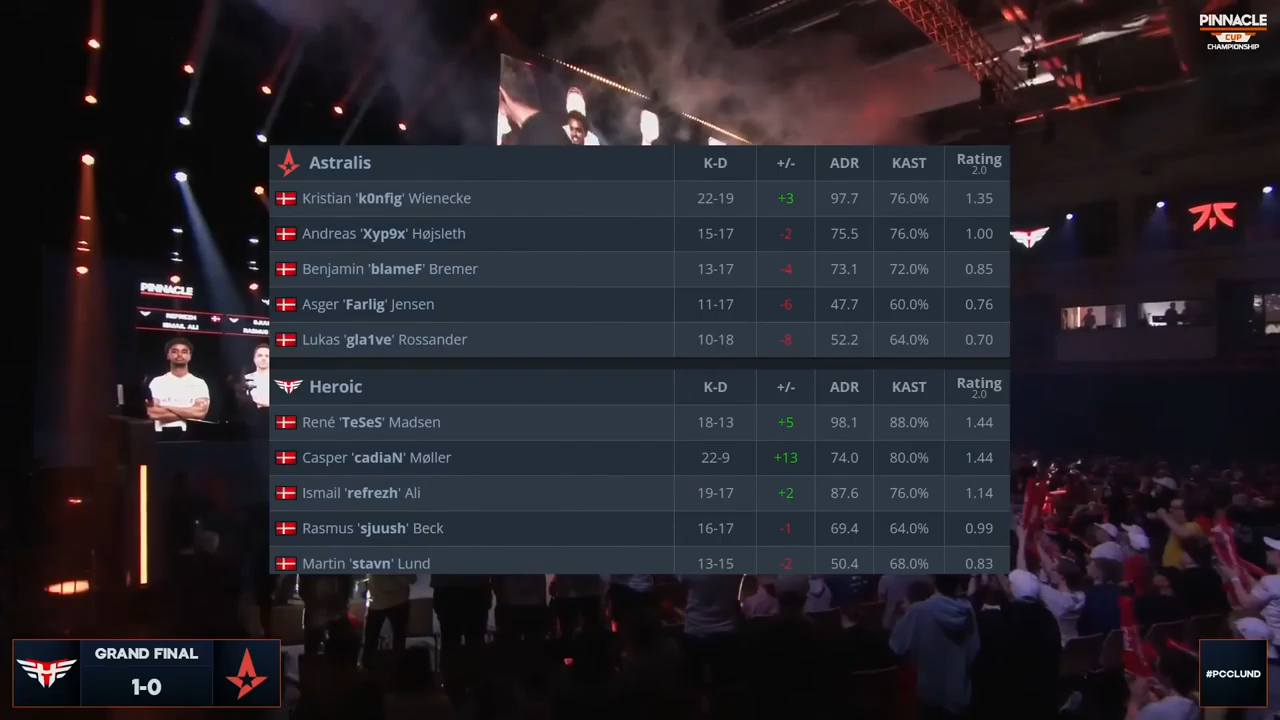 PINNACLE
CUP
CHAMPIONSHIP
Astralis K-D +/- ADR KAST Rating 2.0
Kristian 'k0nfig' Wienecke 22-19 +3 97.7 76.0% 1.35
Andreas 'Xyp9x' Højsleth 15-17 -2 75.5 76.0% 1.00
Benjamin 'blameF' Bremer 13-17 -4 73.1 72.0% 0.85
Asger 'Farlig' Jensen 11-17 -6 47.7 60.0% 0.76
Lukas 'gla1ve' Rossander 10-18 -8 52.2 64.0% 0.70
Heroic K-D +/- ADR KAST Rating 2.0
René 'TeSeS' Madsen 18-13 +5 98.1 88.0% 1.44
Casper 'cadiaN' Møller 22-9 +13 74.0 80.0% 1.44
Ismail 'refrezh' Ali 19-17 +2 87.6 76.0% 1.14
Rasmus 'sjuush' Beck 16-17 -1 69.4 64.0% 0.99
Martin 'stavn' Lund 13-15 -2 50.4 68.0% 0.83
PINNACLE
REFREZH
ISMAIL ALI
GRAND FINAL
1-0
#PCCLUND